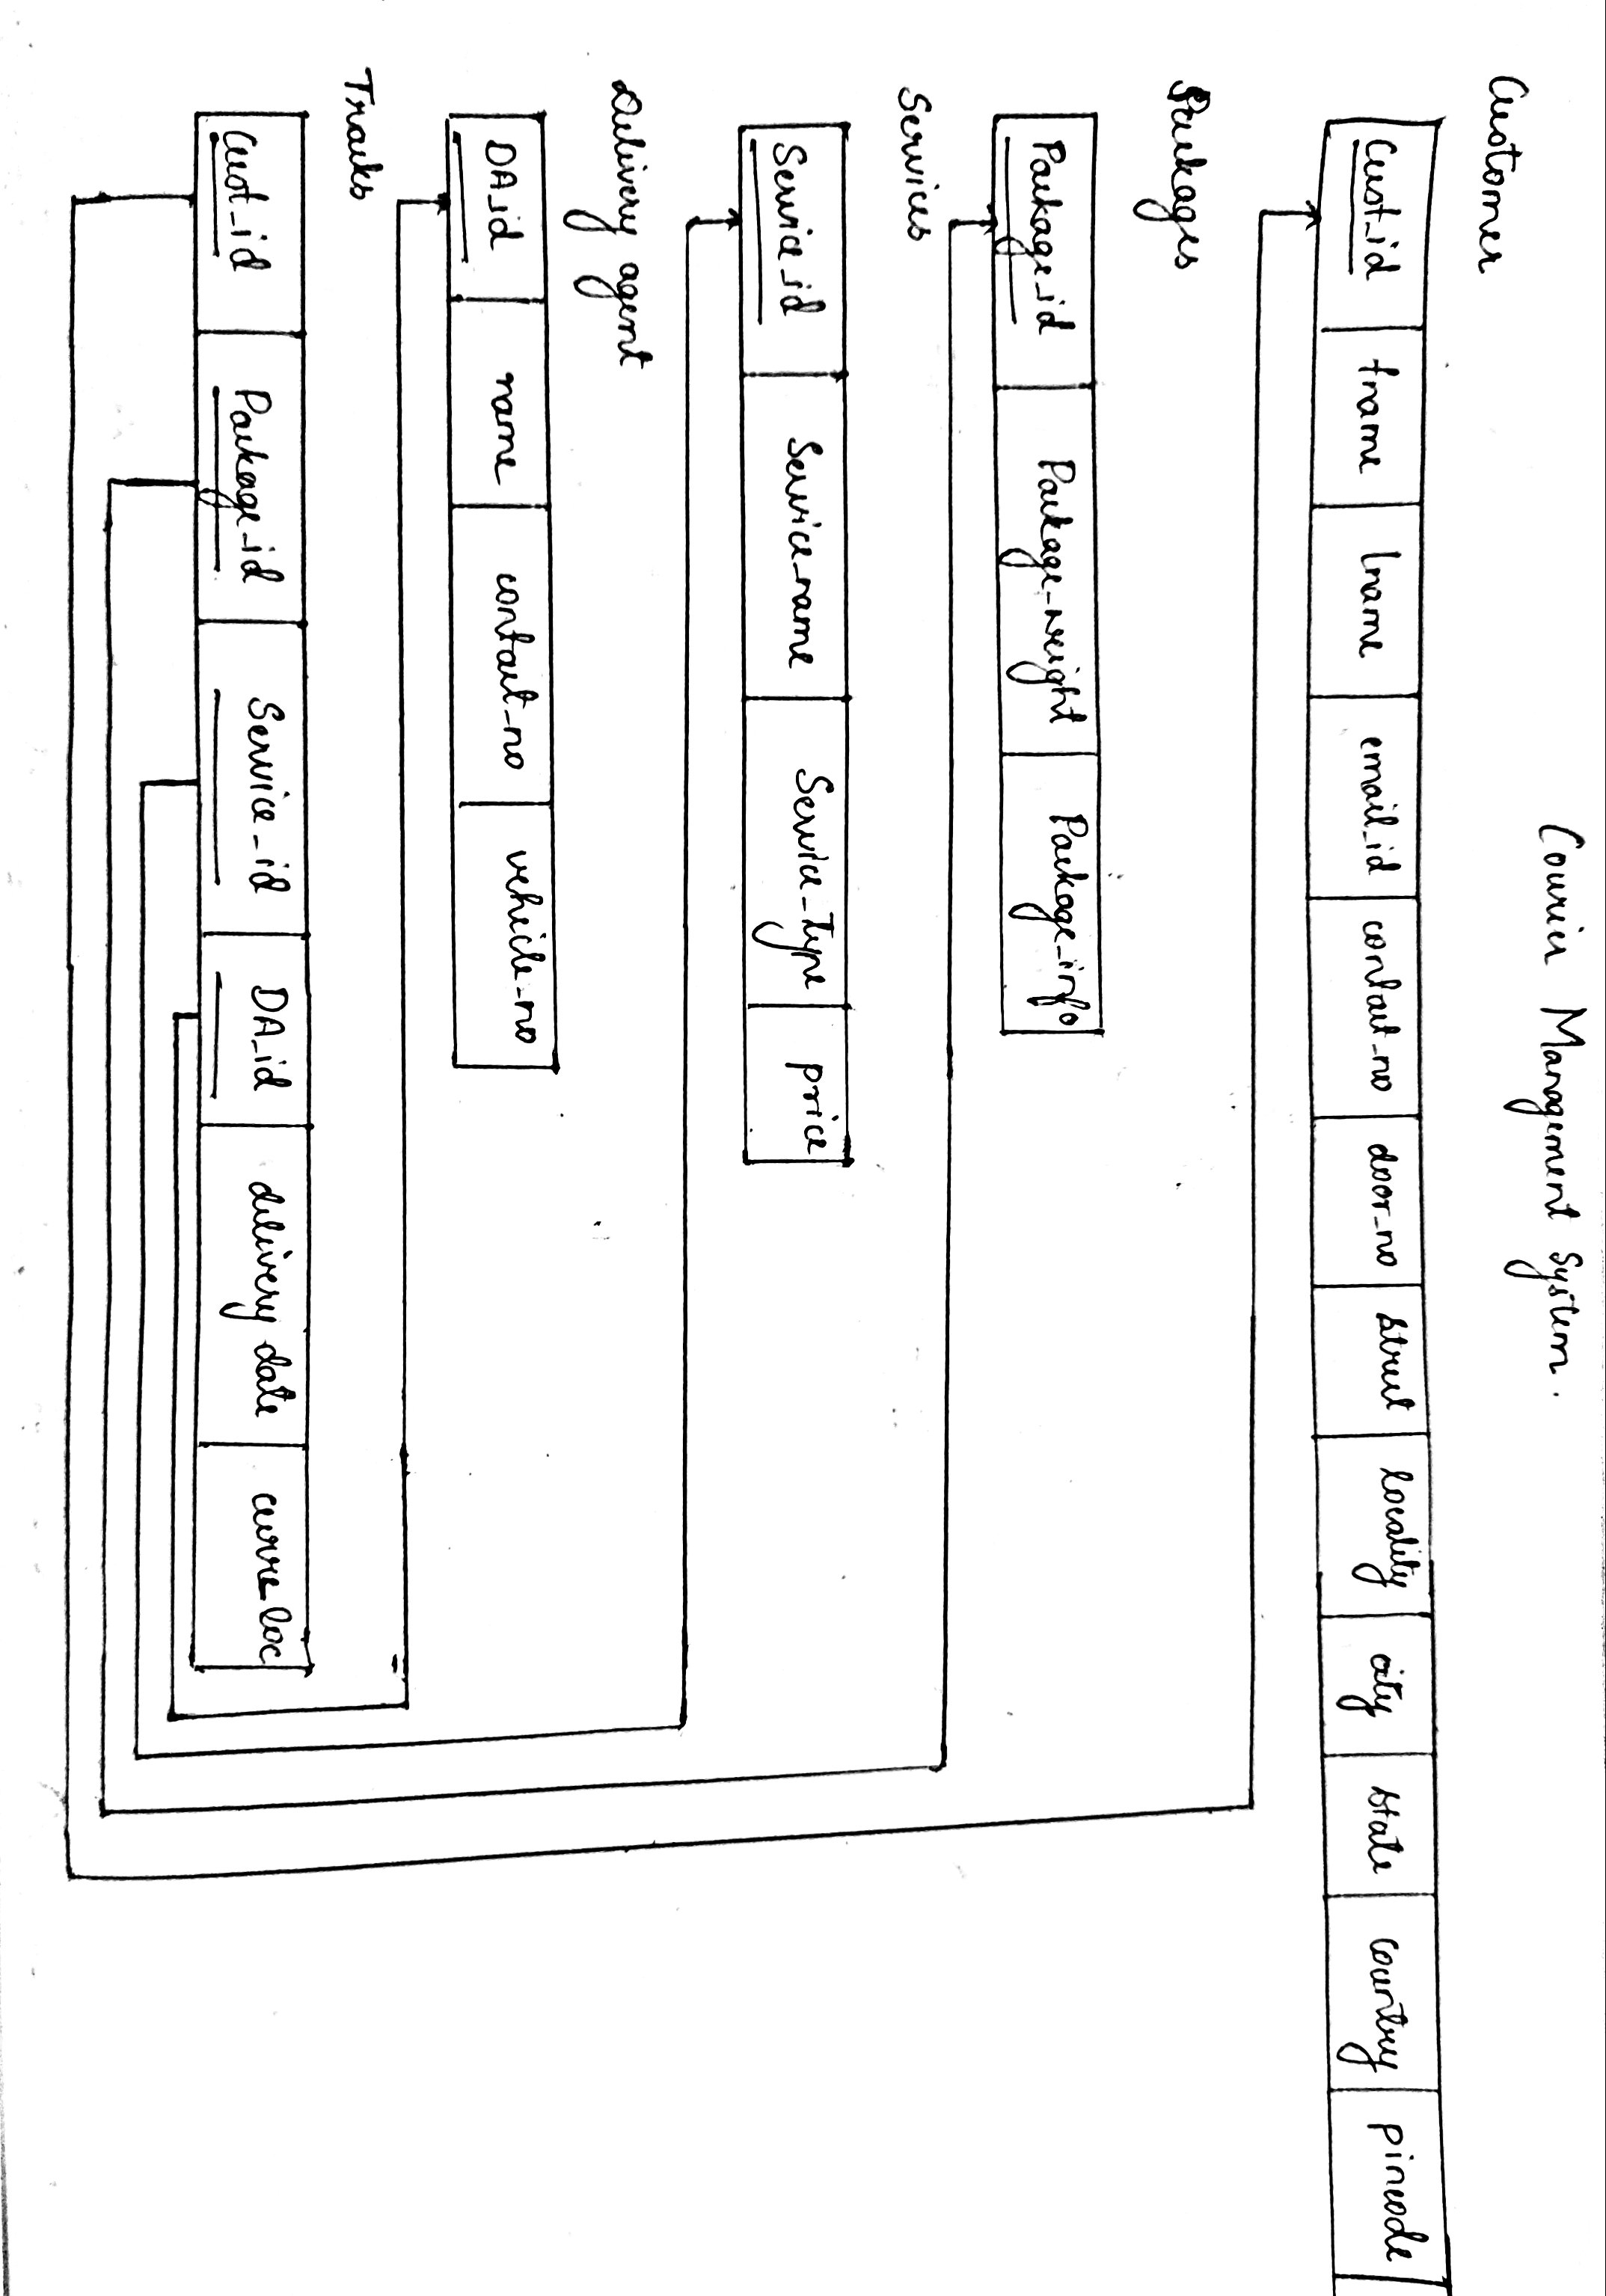 Courier Management System.
Customer
Cust_id fname lname email_id contact_no door_no street locality city state country pincode
Packages
Package_id Package_weight Package_info
Services
Service_id Service_name Service_Type price
Delivery agent
DA_id name contact_no vehicle_no
Tracks
Cust_id Package_id Service_id DA_id delivery date curre loc